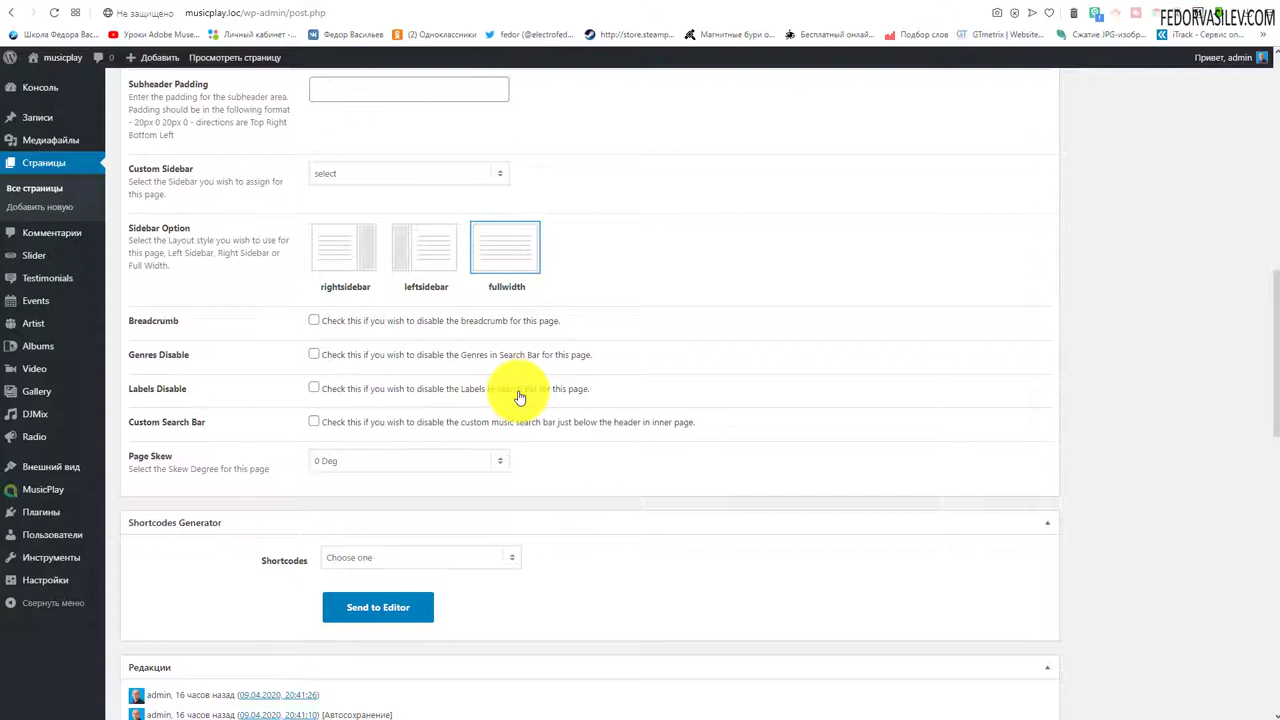 Не защищено musicplay.loc/wp-admin/post.php
FEDORVASILEV.COM
Школа Федора Вас... Уроки Adobe Muse... Личный кабинет -... Федор Васильев (2) Одноклассники fedor (@electrofed... http://store.steamp... Магнитные бури о... Бесплатный онлай... Подбор слов GTmetrix | Website... Сжатие JPG-изобр... iTrack - Сервис оп...
musicplay 0 Добавить Просмотреть страницу Привет, admin
Консоль
Записи
Медиафайлы
Страницы
Все страницы
Добавить новую
Комментарии
Slider
Testimonials
Events
Artist
Albums
Video
Gallery
DJMix
Radio
Внешний вид
MusicPlay
Плагины
Пользователи
Инструменты
Настройки
Свернуть меню
Subheader Padding
Enter the padding for the subheader area.
Padding should be in the following format
- 20px 0 20px 0 - directions are Top Right
Bottom Left
Custom Sidebar
Select the Sidebar you wish to assign for
this page.
select
Sidebar Option
Select the Layout style you wish to use for
this page, Left Sidebar, Right Sidebar or
Full Width.
rightsidebar leftsidebar fullwidth
Breadcrumb Check this if you wish to disable the breadcrumb for this page.
Genres Disable Check this if you wish to disable the Genres in Search Bar for this page.
Labels Disable Check this if you wish to disable the Labels in Search Bar for this page.
Custom Search Bar Check this if you wish to disable the custom music search bar just below the header in inner page.
Page Skew
Select the Skew Degree for this page
0 Deg
Shortcodes Generator
Shortcodes Choose one
Send to Editor
Редакции
admin, 16 часов назад (09.04.2020, 20:41:26)
admin, 16 часов назад (09.04.2020, 20:41:10) [Автосохранение]